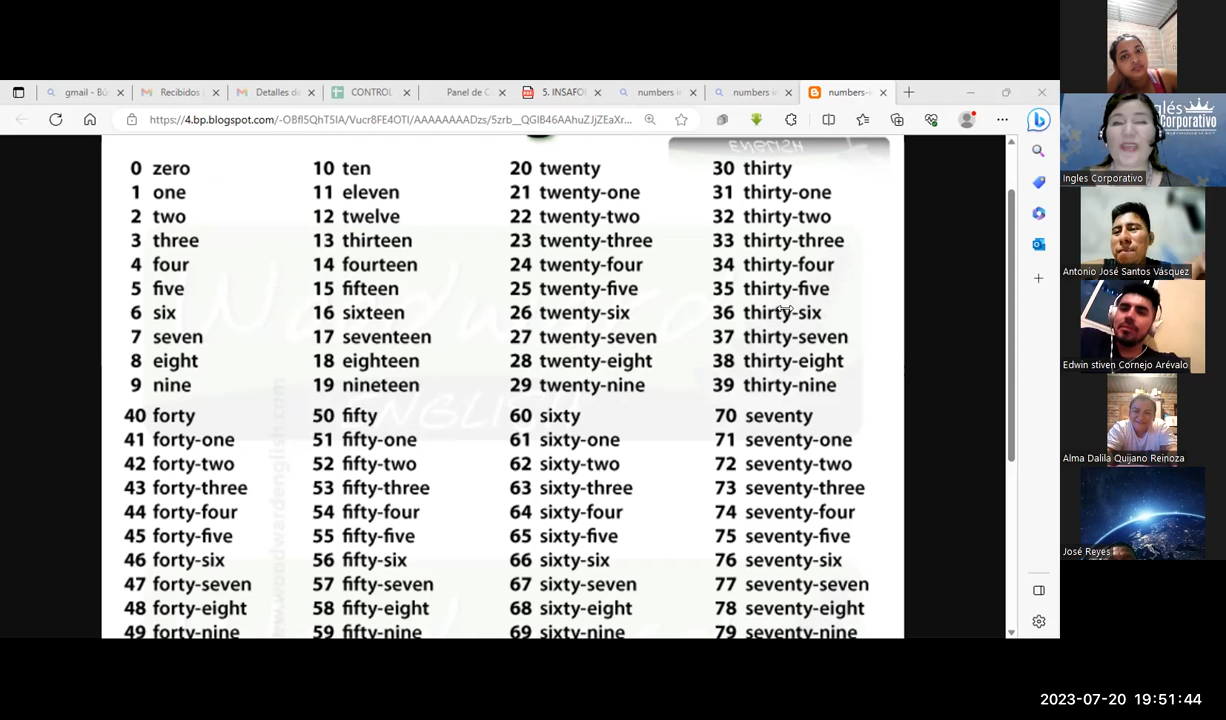 gmail - Bú
Recibidos
Detalles de
CONTROL
Panel de C
5. INSAFO
numbers in
numbers in
numbers-i
ENGLISH
0 zero 10 ten 20 twenty 30 thirty
1 one 11 eleven 21 twenty-one 31 thirty-one
2 two 12 twelve 22 twenty-two 32 thirty-two
3 three 13 thirteen 23 twenty-three 33 thirty-three
4 four 14 fourteen 24 twenty-four 34 thirty-four
5 five 15 fifteen 25 twenty-five 35 thirty-five
6 six 16 sixteen 26 twenty-six 36 thirty-six
7 seven 17 seventeen 27 twenty-seven 37 thirty-seven
8 eight 18 eighteen 28 twenty-eight 38 thirty-eight
9 nine 19 nineteen 29 twenty-nine 39 thirty-nine
40 forty 50 fifty 60 sixty 70 seventy
41 forty-one 51 fifty-one 61 sixty-one 71 seventy-one
42 forty-two 52 fifty-two 62 sixty-two 72 seventy-two
43 forty-three 53 fifty-three 63 sixty-three 73 seventy-three
44 forty-four 54 fifty-four 64 sixty-four 74 seventy-four
45 forty-five 55 fifty-five 65 sixty-five 75 seventy-five
46 forty-six 56 fifty-six 66 sixty-six 76 seventy-six
47 forty-seven 57 fifty-seven 67 sixty-seven 77 seventy-seven
48 forty-eight 58 fifty-eight 68 sixty-eight 78 seventy-eight
49 forty-nine 59 fifty-nine 69 sixty-nine 79 seventy-nine
ENGLISH
www.woodwardenglish.com
glés
Corporativo
Ingles Corporativo
Antonio José Santos Vásquez
Edwin stiven Cornejo Arévalo
Alma Dalila Quijano Reinoza
José Reyes
2023-07-20 19:51:44